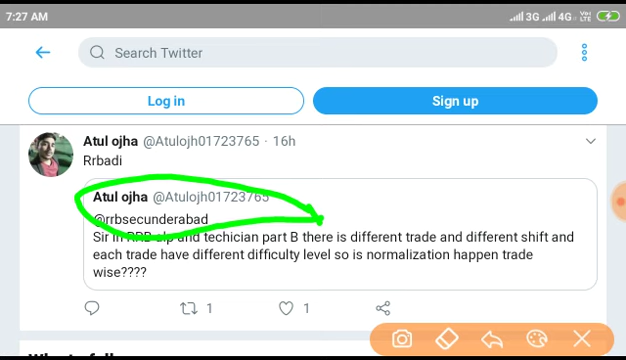 7:27 AM
3G 4G VoLTE
Search Twitter
Log in
Sign up
Atul ojha @Atulojh01723765 · 16h
Rrbadi
Atul ojha @Atulojh01723765
@rrbsecunderabad
Sir in RRB alp and techician part B there is different trade and different shift and
each trade have different difficulty level so is normalization happen trade
wise????
1
1